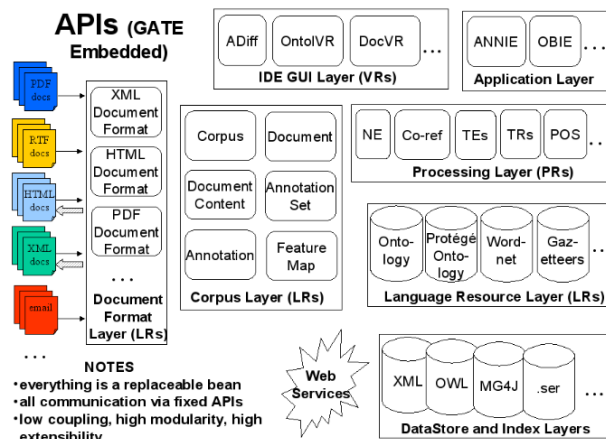 APIs (GATE
Embedded)
PDF
docs
RTF
docs
HTML
docs
XML
docs
email
...
XML
Document
Format
HTML
Document
Format
PDF
Document
Format
...
Document
Format
Layer (LRs)
ADiff
OntolVR
DocVR
...
IDE GUI Layer (VRs)
ANNIE
OBIE
...
Application Layer
Corpus
Document
Document
Content
Annotation
Set
Annotation
Feature
Map
Corpus Layer (LRs)
NE
Co-ref
TEs
TRs
POS
...
Processing Layer (PRs)
Onto-
logy
Protégé
Onto-
logy
Word-
net
Gaz-
etteers
...
Language Resource Layer (LRs)
NOTES
•everything is a replaceable bean
•all communication via fixed APIs
•low coupling, high modularity, high
extensibility
Web
Services
XML
OWL
MG4J
.ser
...
DataStore and Index Layers